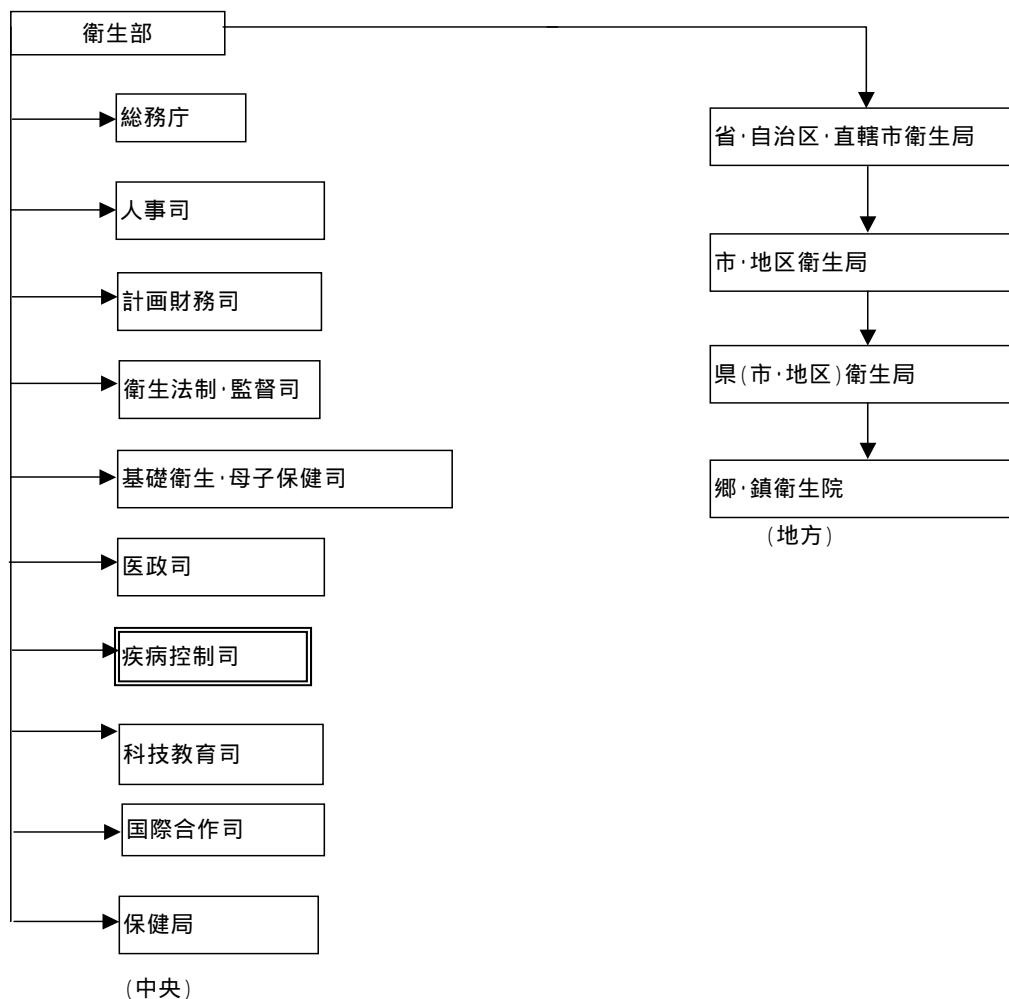 衛生部
総務庁
人事司
計画財務司
衛生法制·監督司
基礎衛生·母子保健司
医政司
疾病控制司
科技教育司
国際合作司
保健局
(中央)
省·自治区·直轄市衛生局
市·地区衛生局
県(市·地区)衛生局
郷·鎮衛生院
(地方)